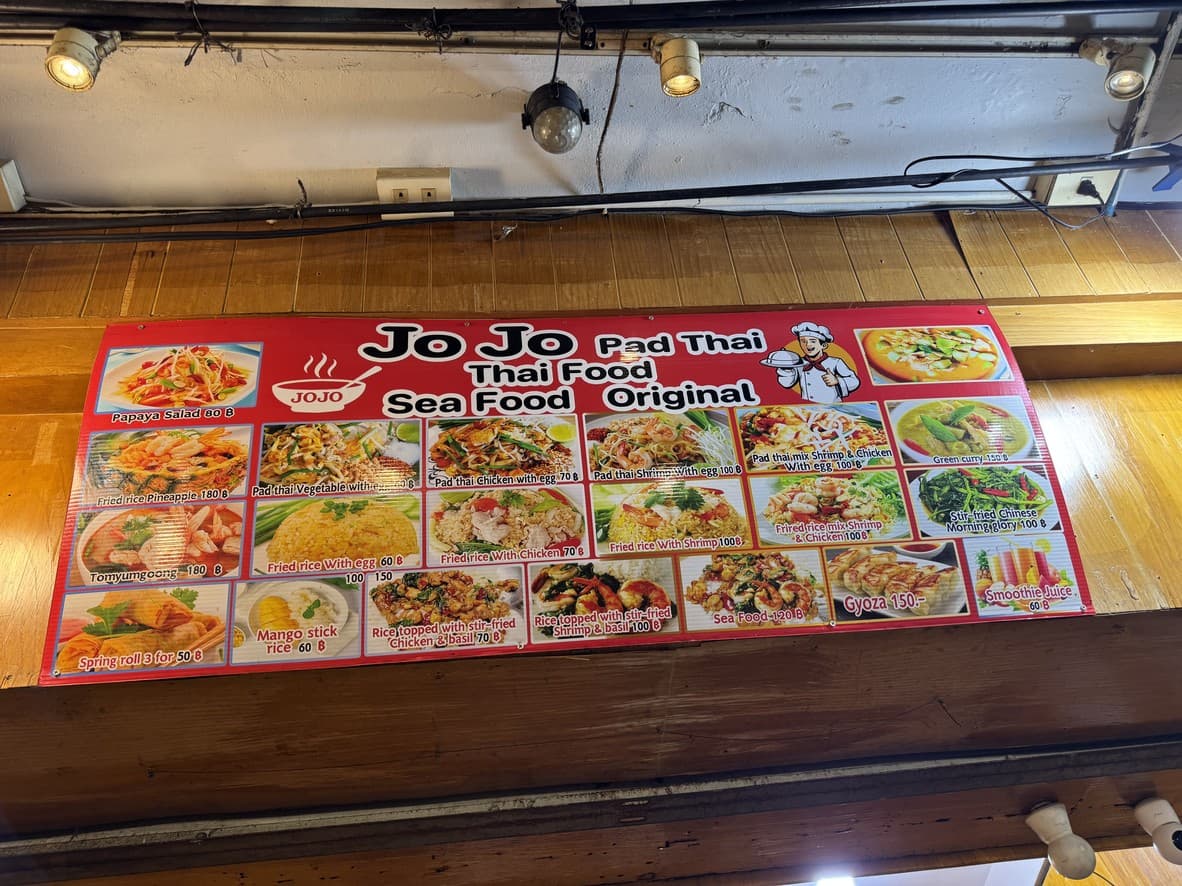 Jo Jo Pad Thai
Thai Food
Sea Food Original
JOJO
Papaya Salad 80 ฿
Fried rice Pineapple 180 ฿
Pad thai Vegetable with egg 60 ฿
Pad thai Chicken with egg 70 ฿
Pad thai Shrimp With egg 100 ฿
Pad thai mix Shrimp & Chicken
With egg 100 ฿
Green curry 150 ฿
Tomyumgoong 180 ฿
Fried rice With egg 60 ฿
Fried rice With Chicken 70 ฿
Fried rice With Shrimp 100 ฿
Frired rice mix Shrimp
& Chicken 100 ฿
Stir-fried Chinese
Morning glory 100 ฿
Spring roll 3 for 50 ฿
100
Mango stick
rice 60 ฿
150
Rice topped with stir-fried
Chicken & basil 70 ฿
Rice topped with stir-fried
Shrimp & basil 100 ฿
Sea Food 120 ฿
Gyoza 150.-
Smoothie Juice
60 ฿